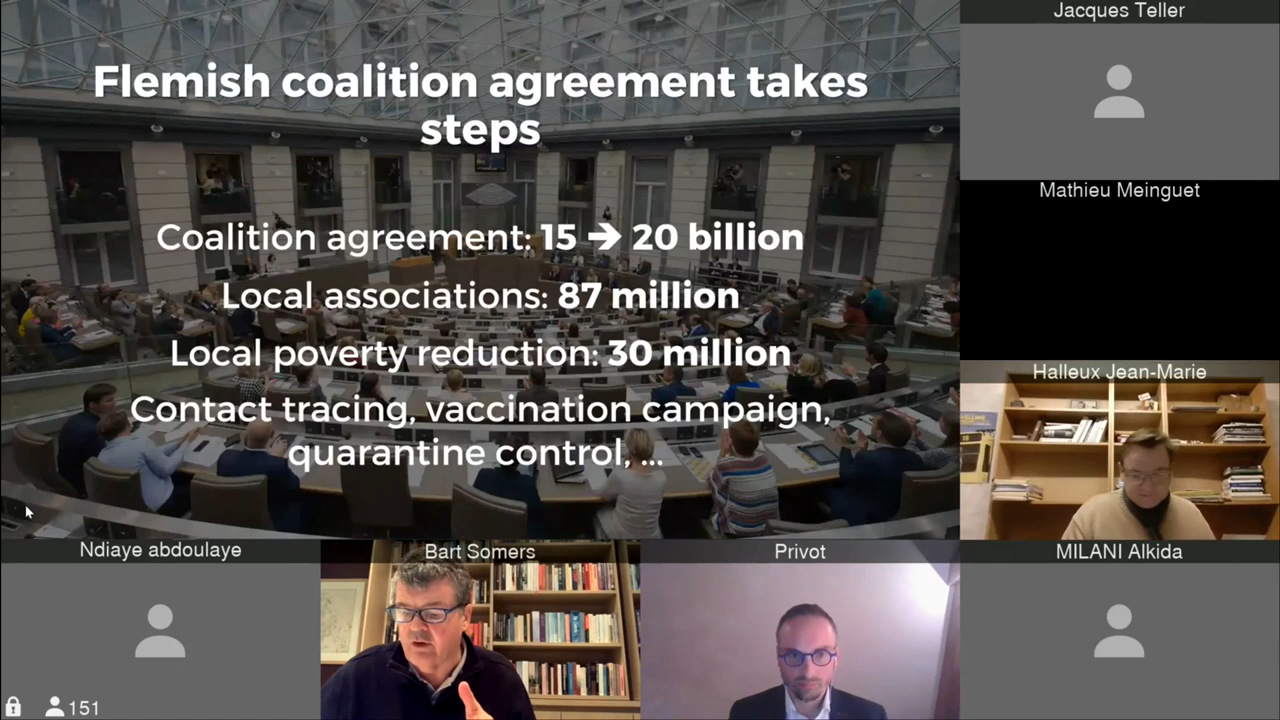 Flemish coalition agreement takes
steps
Coalition agreement: 15 → 20 billion
Local associations: 87 million
Local poverty reduction: 30 million
Contact tracing, vaccination campaign,
quarantine control, ...
Jacques Teller
Mathieu Meinguet
Halleux Jean-Marie
Ndiaye abdoulaye
Bart Somers
Privot
MILANI Alkida
151